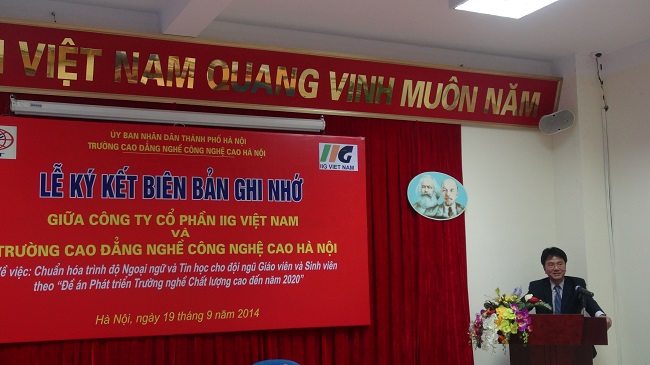 VIỆT NAM QUANG VINH MUÔN NĂM
ỦY BAN NHÂN DÂN THÀNH PHỐ HÀ NỘI
TRƯỜNG CAO ĐẲNG NGHỀ CÔNG NGHỆ CAO HÀ NỘI
IIG VIET NAM
LỄ KÝ KẾT BIÊN BẢN GHI NHỚ
GIỮA CÔNG TY CỔ PHẦN IIG VIỆT NAM
VÀ
TRƯỜNG CAO ĐẲNG NGHỀ CÔNG NGHỆ CAO HÀ NỘI
Về việc: Chuẩn hóa trình độ Ngoại ngữ và Tin học cho đội ngũ Giáo viên và Sinh viên
theo "Đề án Phát triển Trường nghề Chất lượng cao đến năm 2020"
Hà Nội, ngày 19 tháng 9 năm 2014